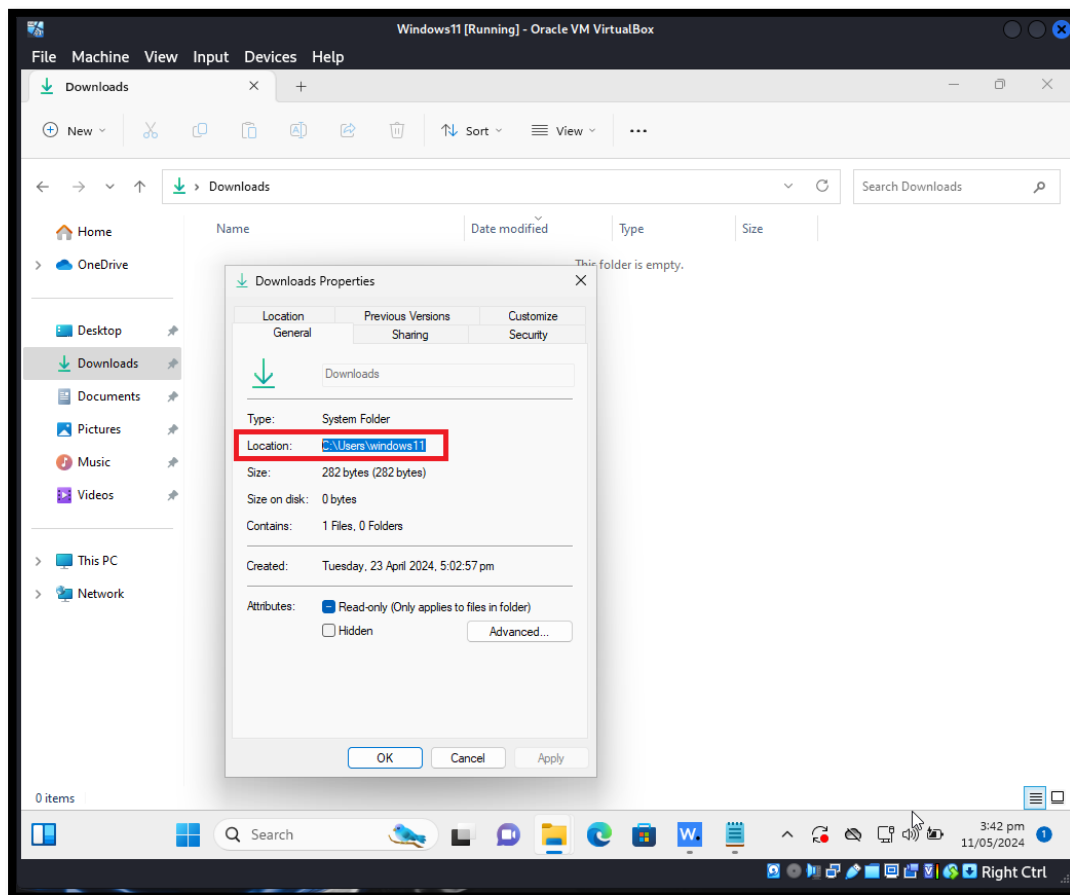 Windows11 [Running] - Oracle VM VirtualBox
File Machine View Input Devices Help
Downloads
New Sort View
Downloads Search Downloads
Name Date modified Type Size
This folder is empty.
Home
OneDrive
Desktop
Downloads
Documents
Pictures
Music
Videos
This PC
Network
Downloads Properties
Location Previous Versions Customize
General Sharing Security
Downloads
Type: System Folder
Location: C:\Users\windows11
Size: 282 bytes (282 bytes)
Size on disk: 0 bytes
Contains: 1 Files, 0 Folders
Created: Tuesday, 23 April 2024, 5:02:57 pm
Attributes: Read-only (Only applies to files in folder)
Hidden Advanced...
OK Cancel Apply
0 items
Search W. 3:42 pm
11/05/2024 1
Right Ctrl